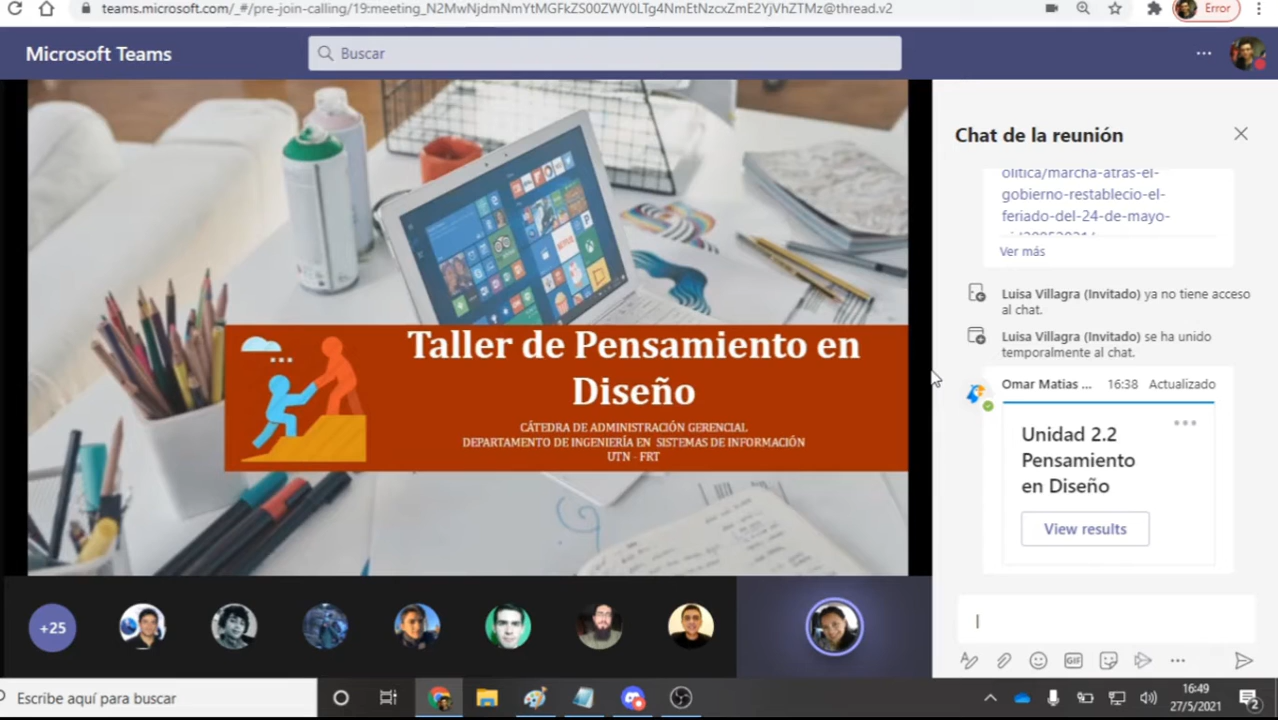 teams.microsoft.com/_#/pre-join-calling/19:meeting_N2MwNjdmNmYtMGFkZS00ZWY0LTg4NmEtNzcxZmE2YjVhZTMz@thread.v2
Error
Microsoft Teams
Buscar
Taller de Pensamiento en
Diseño
CÁTEDRA DE ADMINISTRACIÓN GERENCIAL
DEPARTAMENTO DE INGENIERÍA EN SISTEMAS DE INFORMACIÓN
UTN - FRT
+25
Chat de la reunión
olitica/marcha-atras-el-
gobierno-restablecio-el-
feriado-del-24-de-mayo-
Ver más
Luisa Villagra (Invitado) ya no tiene acceso
al chat.
Luisa Villagra (Invitado) se ha unido
temporalmente al chat.
Omar Matias ... 16:38 Actualizado
Unidad 2.2
Pensamiento
en Diseño
View results
GIF
Escribe aquí para buscar
16:49
27/5/2021
2